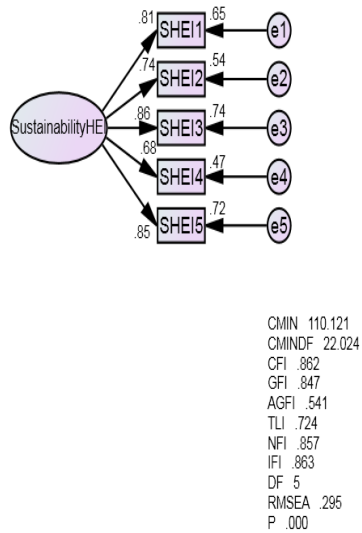 .81 SHEI1 .65 e1
.74 SHEI2 .54 e2
SustainabilityHE .86 SHEI3 .74 e3
.68 SHEI4 .47 e4
.85 SHEI5 .72 e5
CMIN 110.121
CMINDF 22.024
CFI .862
GFI .847
AGFI .541
TLI .724
NFI .857
IFI .863
DF 5
RMSEA .295
P .000